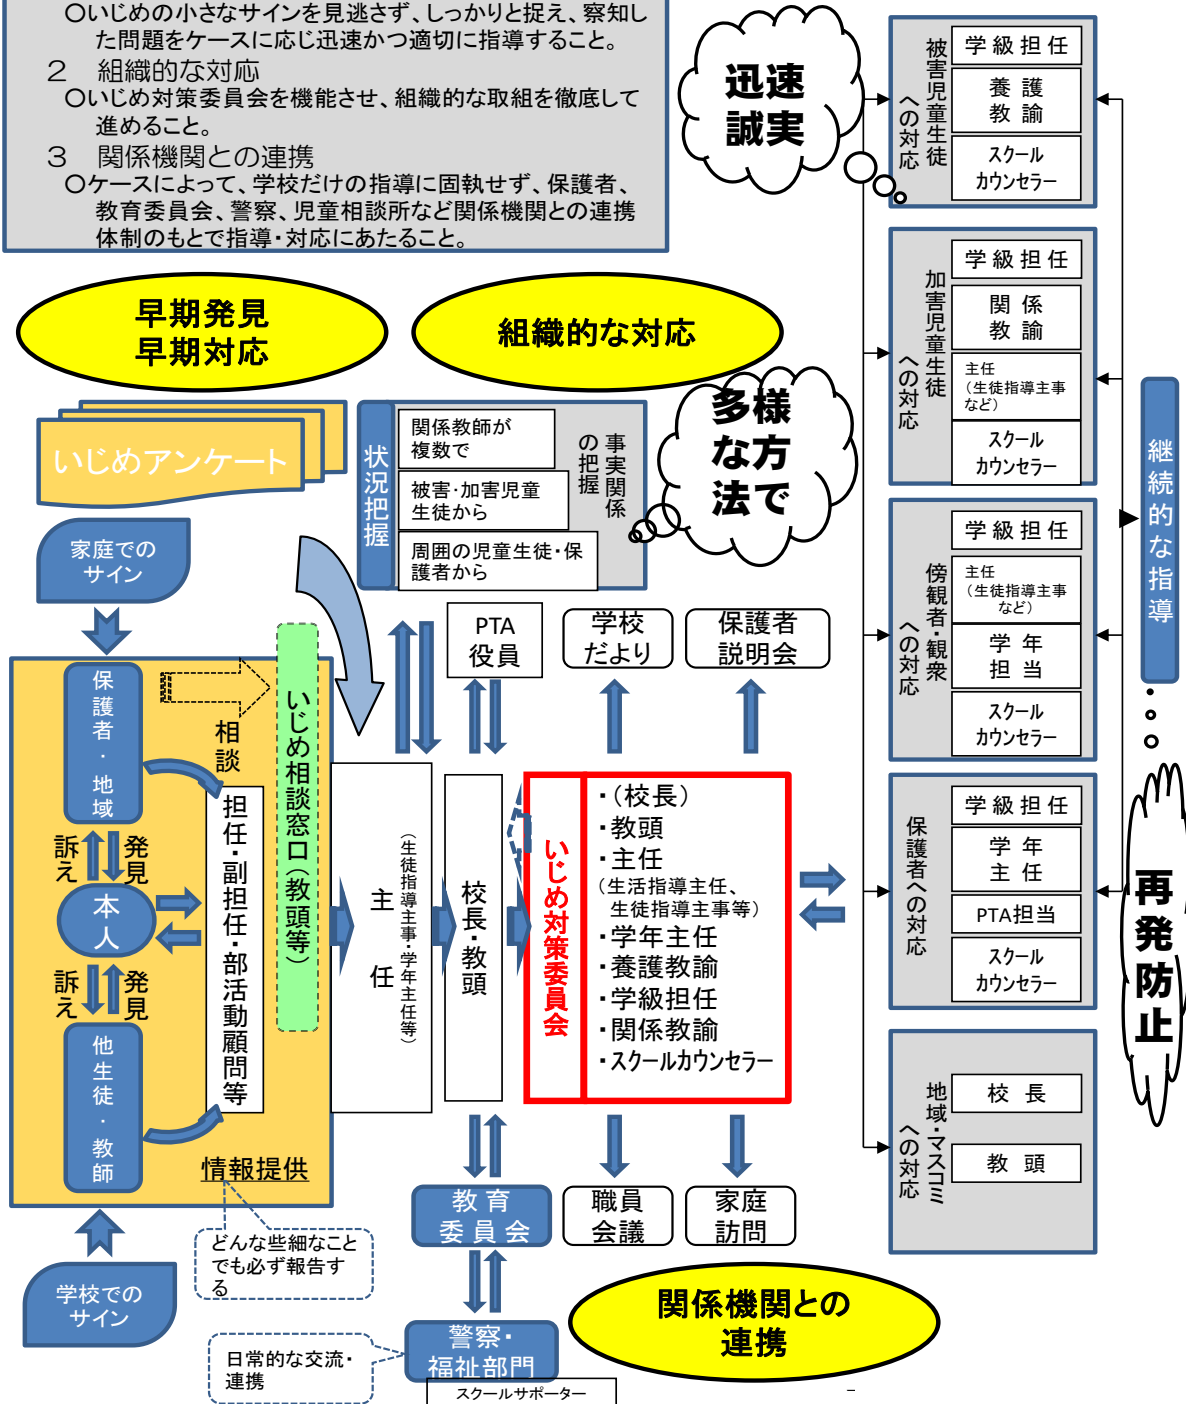 〇いじめの小さなサインを見逃さず、しっかりと捉え、察知し
た問題をケースに応じ迅速かつ適切に指導すること。
２　組織的な対応
〇いじめ対策委員会を機能させ、組織的な取組を徹底して
進めること。
３　関係機関との連携
〇ケースによって、学校だけの指導に固執せず、保護者、
教育委員会、警察、児童相談所など関係機関との連携
体制のもとで指導・対応にあたること。
迅速
誠実
被害児童生徒
への対応
学級担任
養護
教諭
スクール
カウンセラー
早期発見
早期対応
組織的な対応
加害児童生徒
への対応
学級担任
関係
教諭
主任
（生徒指導主事
など）
スクール
カウンセラー
多様
な方
法で
いじめアンケート
状況把握
関係教師が
複数で
被害・加害児童
生徒から
周囲の児童生徒・保
護者から
事実関係
の把握
継続的な指導
家庭での
サイン
傍観者・観衆
への対応
学級担任
主任
（生徒指導主事
など）
学年
担当
スクール
カウンセラー
PTA
役員
学校
だより
保護者
説明会
保護者・地域
相談
いじめ相談窓口（教頭等）
訴え
発見
本人
訴え
発見
他生徒・教師
担任・副担任・部活動顧問等
情報提供
主任
（生徒指導主事・学年主任等）
校長・教頭
いじめ対策委員会
・（校長）
・教頭
・主任
（生活指導主任、
生徒指導主事等）
・学年主任
・養護教諭
・学級担任
・関係教諭
・スクールカウンセラー
保護者への対応
学級担任
学年
主任
PTA担当
スクール
カウンセラー
再発防止
地域・マスコミ
への対応
校長
教頭
どんな些細なこと
でも必ず報告す
る
学校での
サイン
教育
委員会
職員
会議
家庭
訪問
関係機関との
連携
日常的な交流・
連携
警察・
福祉部門
スクールサポーター